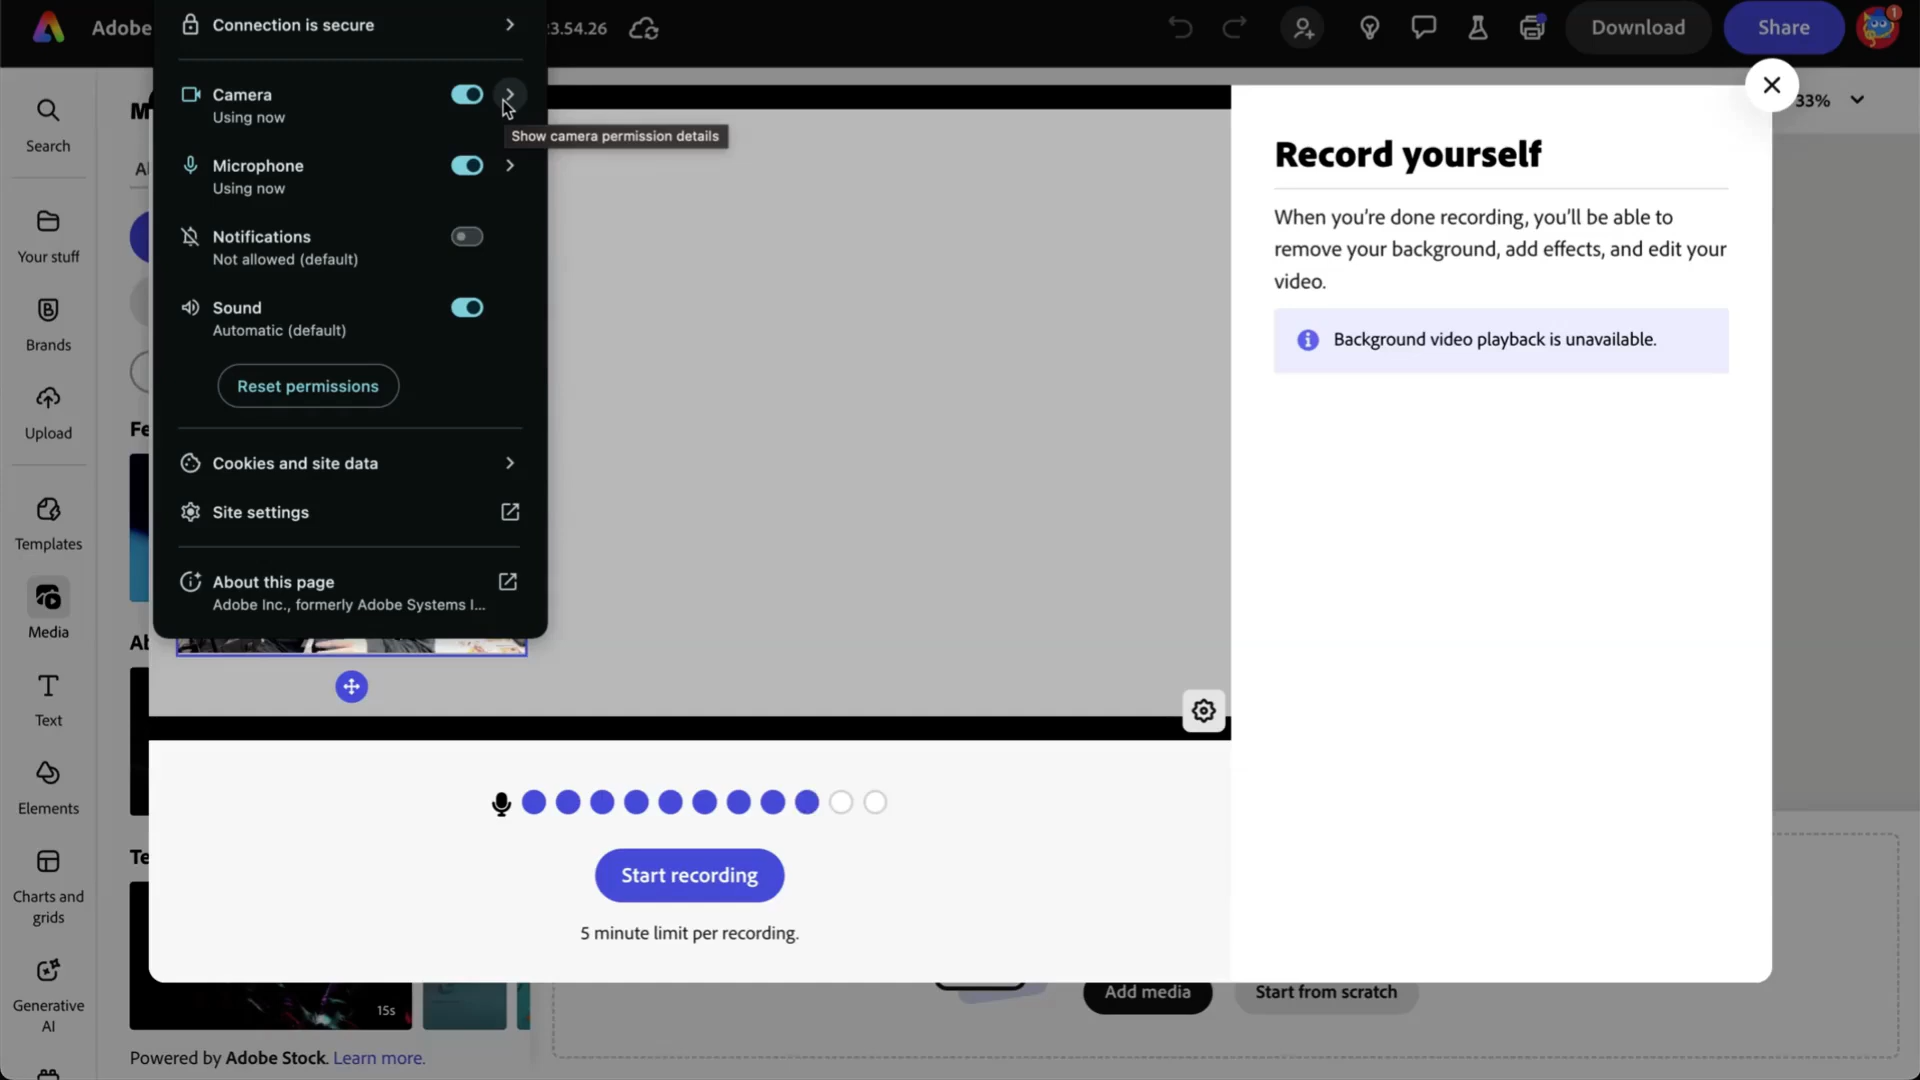 Adobe
3.54.26
Download
Share
1
Connection is secure
Camera
Using now
Show camera permission details
Microphone
Using now
Notifications
Not allowed (default)
Sound
Automatic (default)
Reset permissions
Cookies and site data
Site settings
About this page
Adobe Inc., formerly Adobe Systems I...
Search
Your stuff
Brands
Upload
Templates
Media
Text
Elements
Charts and
grids
Generative
AI
M
Al
Fe
Ab
Te
15s
Powered by Adobe Stock. Learn more.
33%
Record yourself
When you're done recording, you'll be able to
remove your background, add effects, and edit your
video.
Background video playback is unavailable.
Start recording
5 minute limit per recording.
Add media
Start from scratch